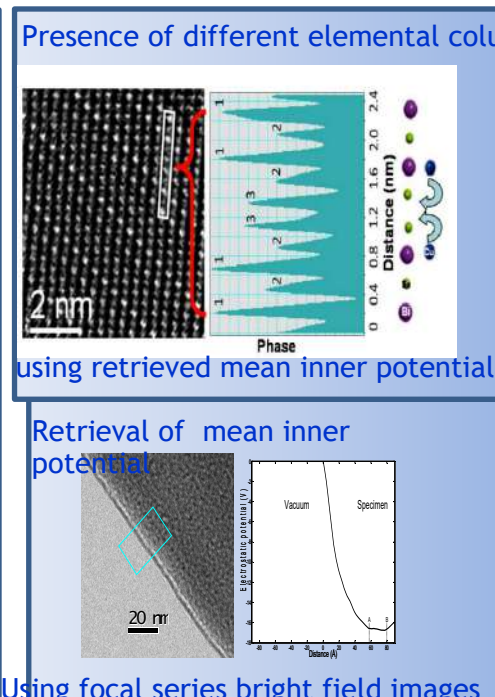 Presence of different elemental colu
2 nm
1
2
1
2
3
3
2
1
2
1
0
0.4
0.8
1.2
1.6
2.0
2.4
Distance (nm)
Phase
Bi
using retrieved mean inner potential
Retrieval of mean inner
potential
20 nm
Electrostatic potential (V)
Vacuum
Specimen
A
B
Distance (Å)
Using focal series bright field images